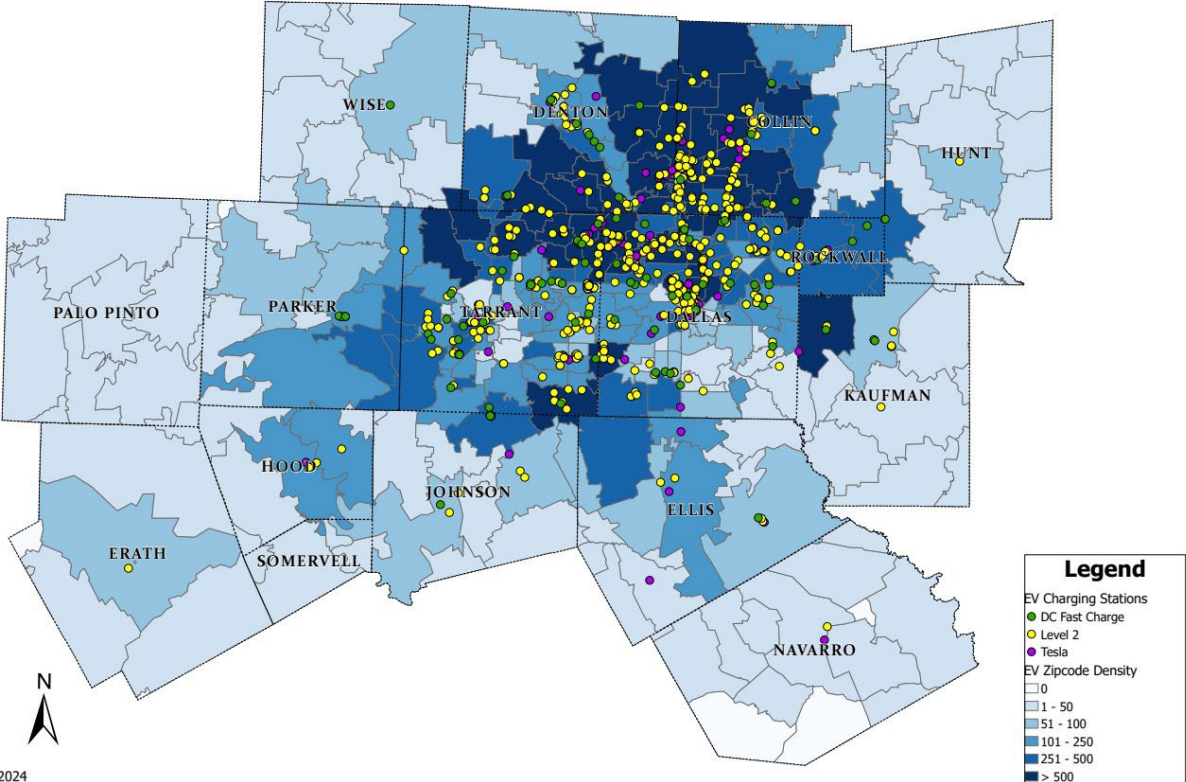 WISE
DENTON
COLLIN
HUNT
PALO PINTO
PARKER
TARRANT
DALLAS
ROCKWALL
KAUFMAN
HOOD
JOHNSON
ELLIS
ERATH
SOMERVELL
NAVARRO
N
2024
Legend
EV Charging Stations
DC Fast Charge
Level 2
Tesla
EV Zipcode Density
0
1 - 50
51 - 100
101 - 250
251 - 500
> 500